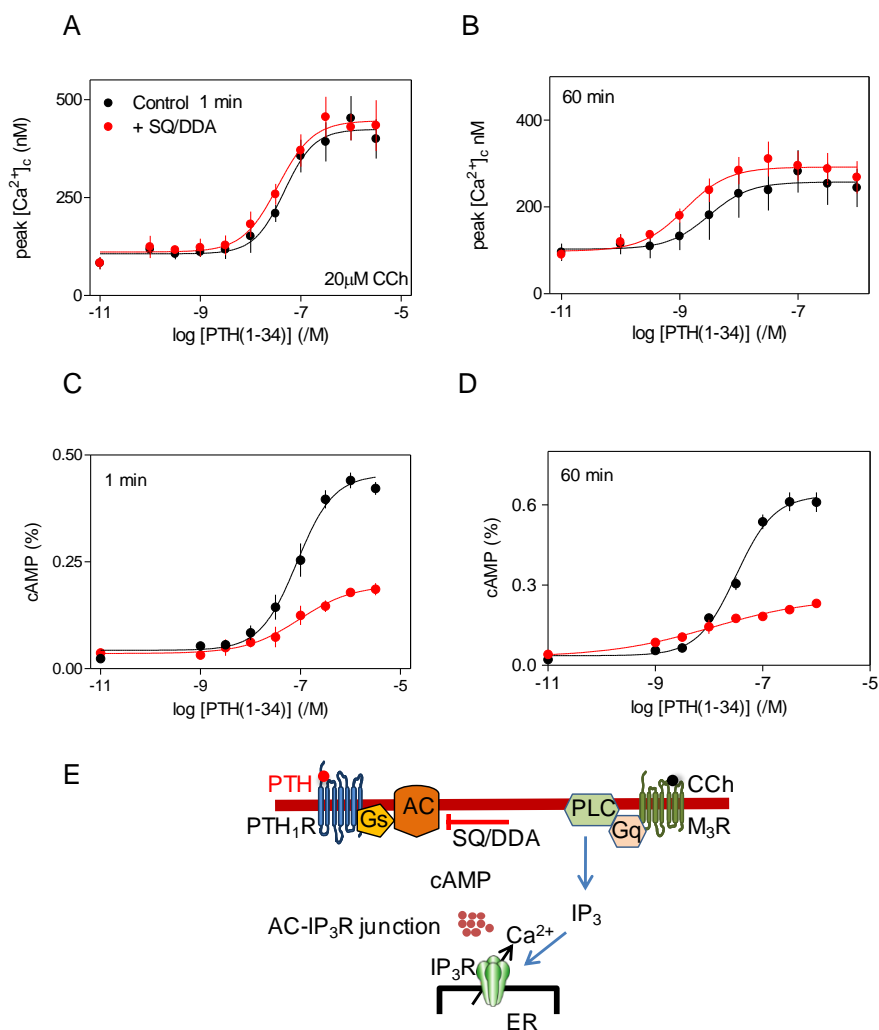 A
peak [Ca²⁺]c (nM)
500
250
0
Control 1 min
+ SQ/DDA
20µM CCh
-11
-9
-7
-5
log [PTH(1-34)] (/M)
B
peak [Ca²⁺]c nM
400
200
0
60 min
-11
-9
-7
log [PTH(1-34)] (/M)
C
cAMP (%)
0.50
0.25
0.00
1 min
-11
-9
-7
-5
log [PTH(1-34)] (/M)
D
cAMP (%)
0.6
0.3
0.0
60 min
-11
-9
-7
-5
log [PTH(1-34)] (/M)
E
PTH
PTH₁R
Gs
AC
SQ/DDA
PLC
Gq
CCh
M₃R
cAMP
IP₃
AC-IP₃R junction
Ca²⁺
IP₃R
ER